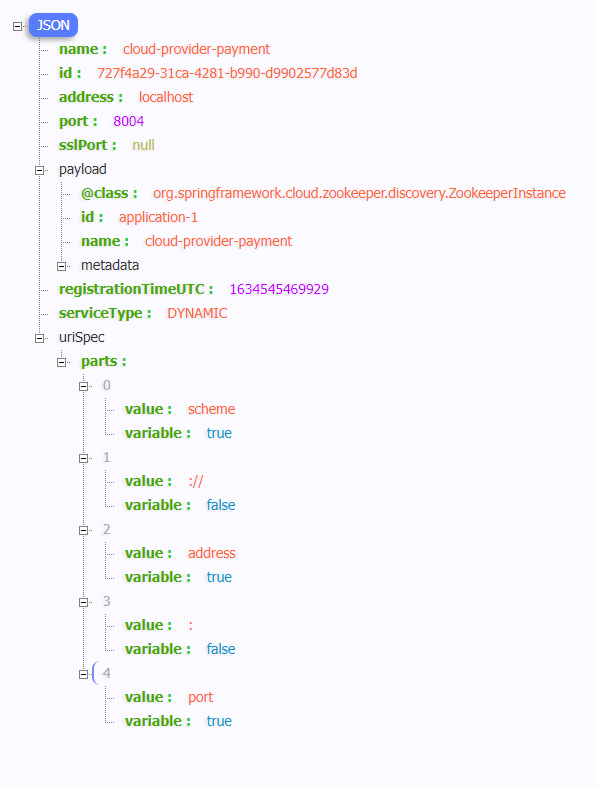 JSON
name : cloud-provider-payment
id : 727f4a29-31ca-4281-b990-d9902577d83d
address : localhost
port : 8004
sslPort : null
payload
@class : org.springframework.cloud.zookeeper.discovery.ZookeeperInstance
id : application-1
name : cloud-provider-payment
metadata
registrationTimeUTC : 1634545469929
serviceType : DYNAMIC
uriSpec
parts :
0
value : scheme
variable : true
1
value : ://
variable : false
2
value : address
variable : true
3
value : :
variable : false
4
value : port
variable : true